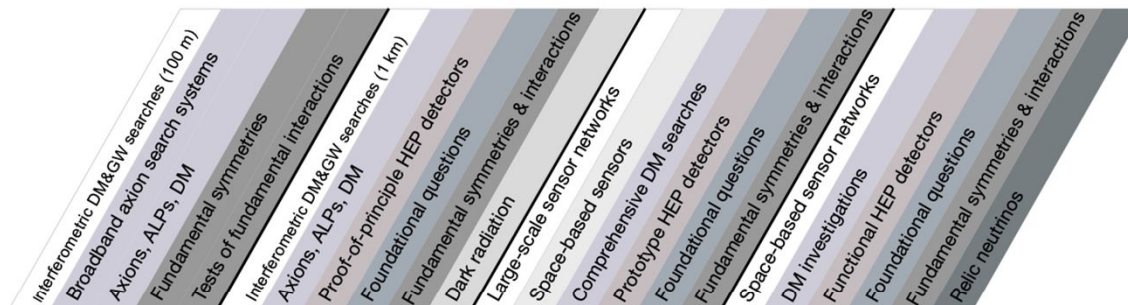 Interferometric DM&GW searches (100 m)
Broadband axion search systems
Axions, ALPs, DM
Fundamental symmetries
Tests of fundamental interactions
Interferometric DM&GW searches (1 km)
Axions, ALPs, DM
Proof-of-principle HEP detectors
Foundational questions
Fundamental symmetries & interactions
Dark radiation
Large-scale sensor networks
Space-based sensors
Comprehensive DM searches
Prototype HEP detectors
Foundational questions
Fundamental symmetries & interactions
Space-based sensor networks
DM investigations
Functional HEP detectors
Foundational questions
Fundamental symmetries & interactions
Relic neutrinos